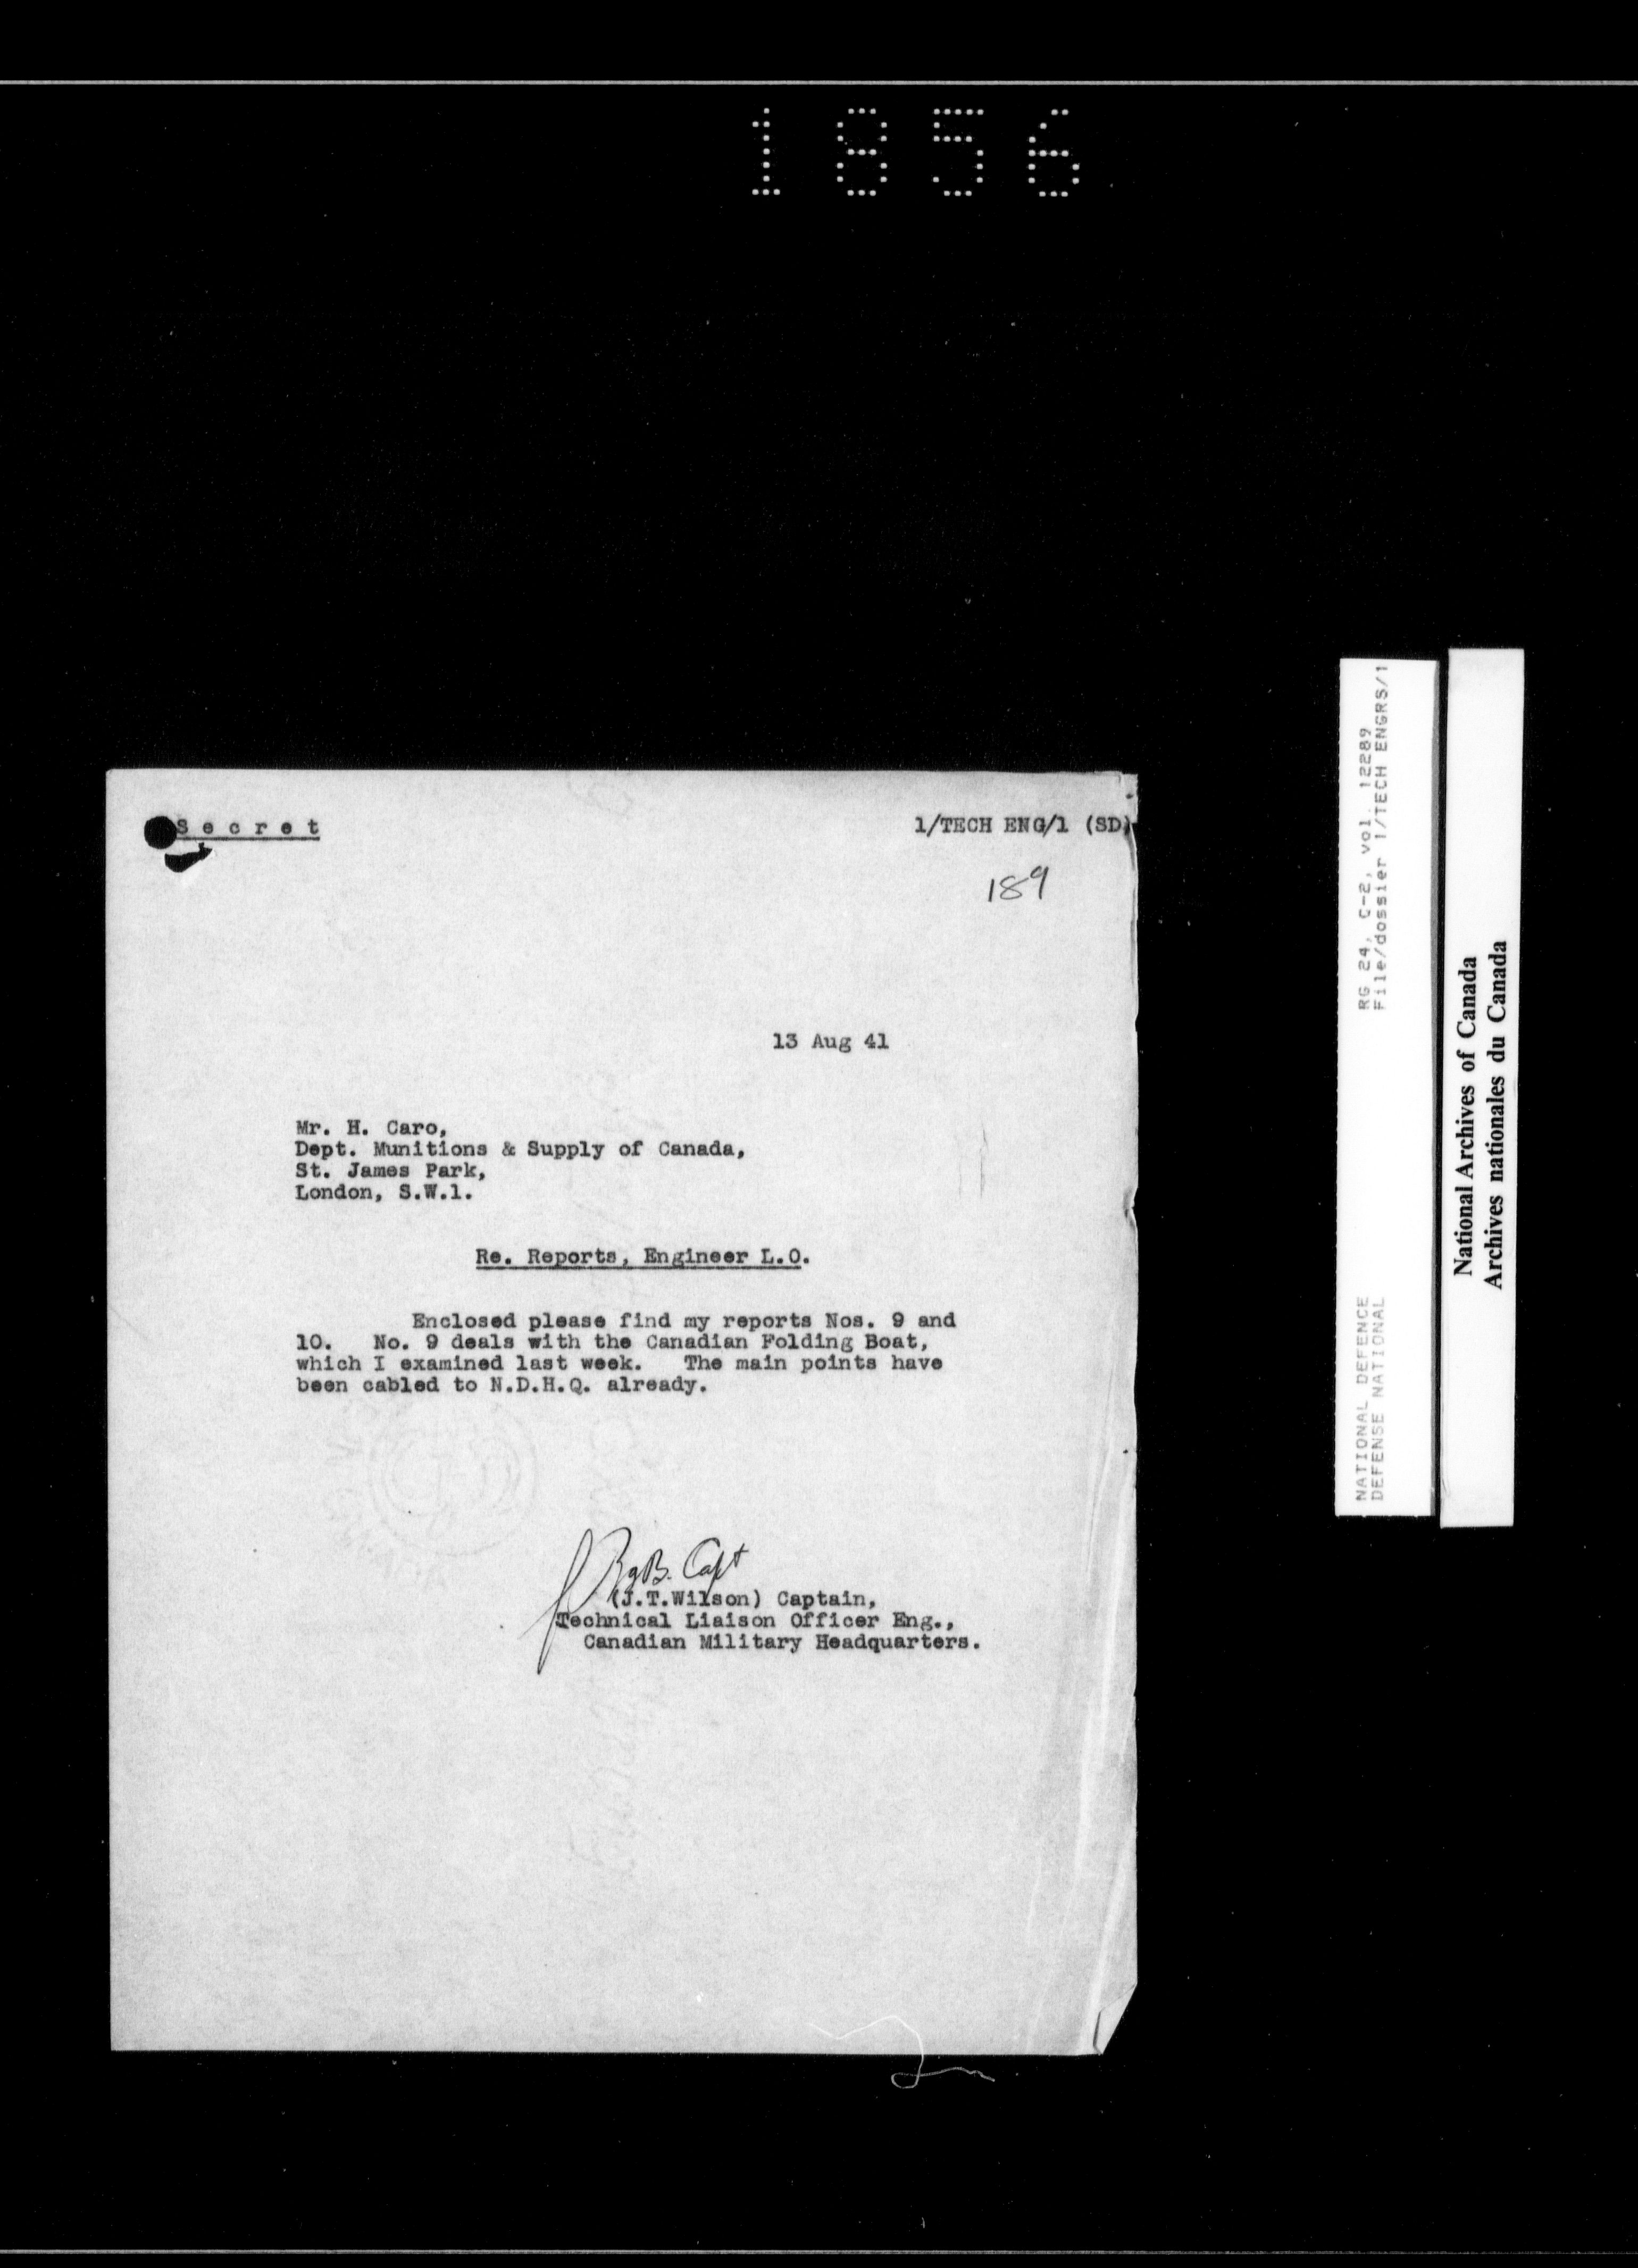 1856
Secret
1/TECH ENG/1 (SD)
189
13 Aug 41
Mr. H. Caro,
Dept. Munitions & Supply of Canada,
St. James Park,
London, S.W.1.
Re. Reports, Engineer L.O.
Enclosed please find my reports Nos. 9 and
10. No. 9 deals with the Canadian Folding Boat,
which I examined last week. The main points have
been cabled to N.D.H.Q. already.
Capt
(J.T.Wilson) Captain,
Technical Liaison Officer Eng.,
Canadian Military Headquarters.
NATIONAL DEFENCE RG 24, C-2, vol. 12289
DEFENSE NATIONAL File/dossier 1/TECH ENGRS/1
National Archives of Canada
Archives nationales du Canada